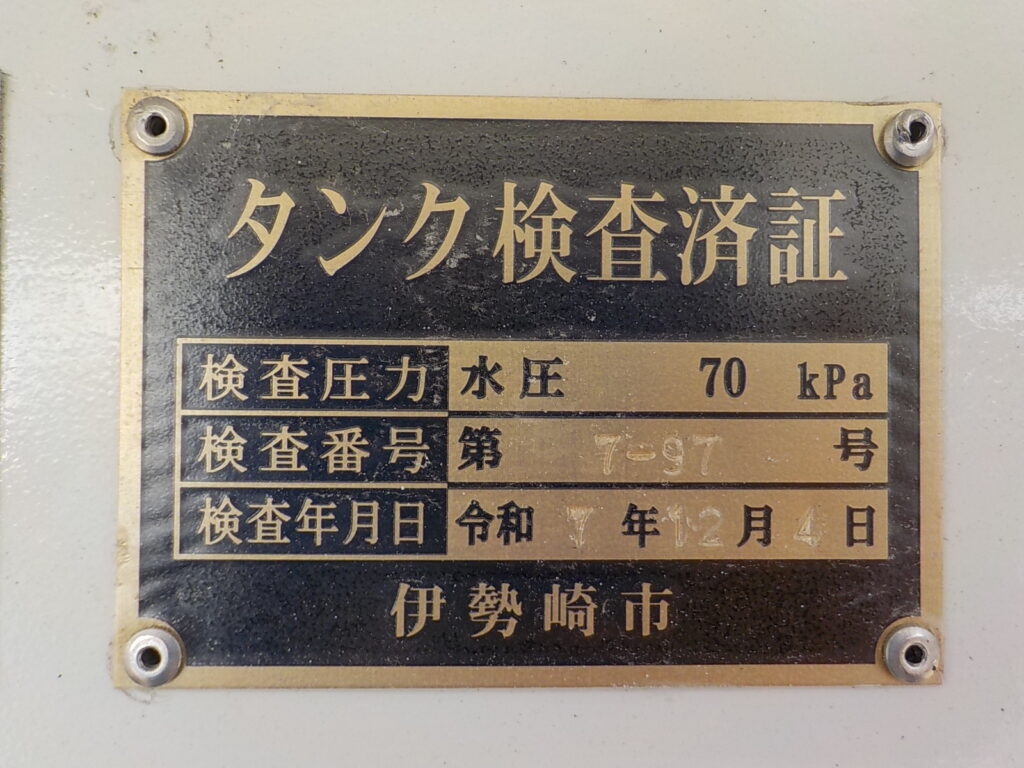 タンク検査済証
検査圧力 水圧 70 kPa
検査番号 第 7-97 号
検査年月日 令和 7 年 12 月 4 日
伊勢崎市